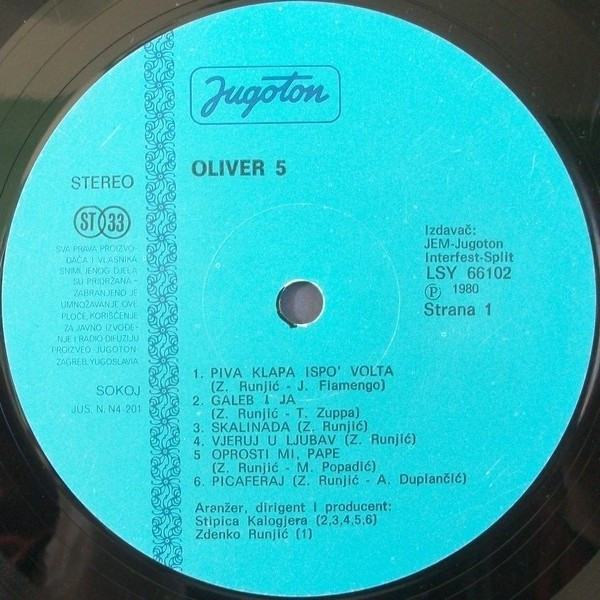 Jugoton
OLIVER 5
STEREO
ST 33
SVA PRAVA PROIZVO-
ĐAČA I VLASNIKA
SNIMLJENOG DJELA
SU PRIDRŽANA -
ZABRANJENO JE
UMNOŽAVANJE OVE
PLOČE, KORIŠĆENJE
ZA JAVNO IZVOĐE-
NJE I RADIO DIFUZIJU
PROIZVEO JUGOTON-
ZAGREB, YUGOSLAVIA
SOKOJ
JUS. N. N4-201
Izdavač:
JEM-Jugoton
Interfest-Split
LSY 66102
Ⓟ 1980
Strana 1
1. PIVA KLAPA ISPO' VOLTA
(Z. Runjić - J. Fiamengo)
2. GALEB I JA
(Z. Runjić - T. Zuppa)
3. SKALINADA (Z. Runjić)
4. VJERUJ U LJUBAV (Z. Runjić)
5 OPROSTI MI, PAPE
(Z. Runjić - M. Popadić)
6. PICAFERAJ (Z. Runjić - A. Duplančić)
Aranžer, dirigent i producent:
Stipica Kalogjera (2,3,4,5,6)
Zdenko Runjić (1)